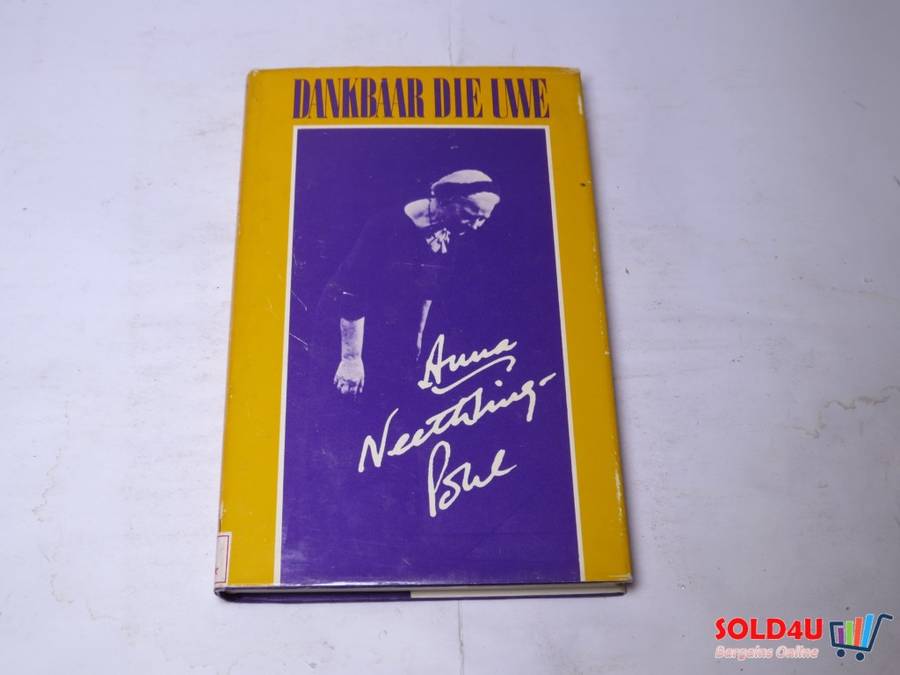 DANKBAAR DIE UWE
Anna
Neethling-
Pohl
SOLD4U
Bargains Online